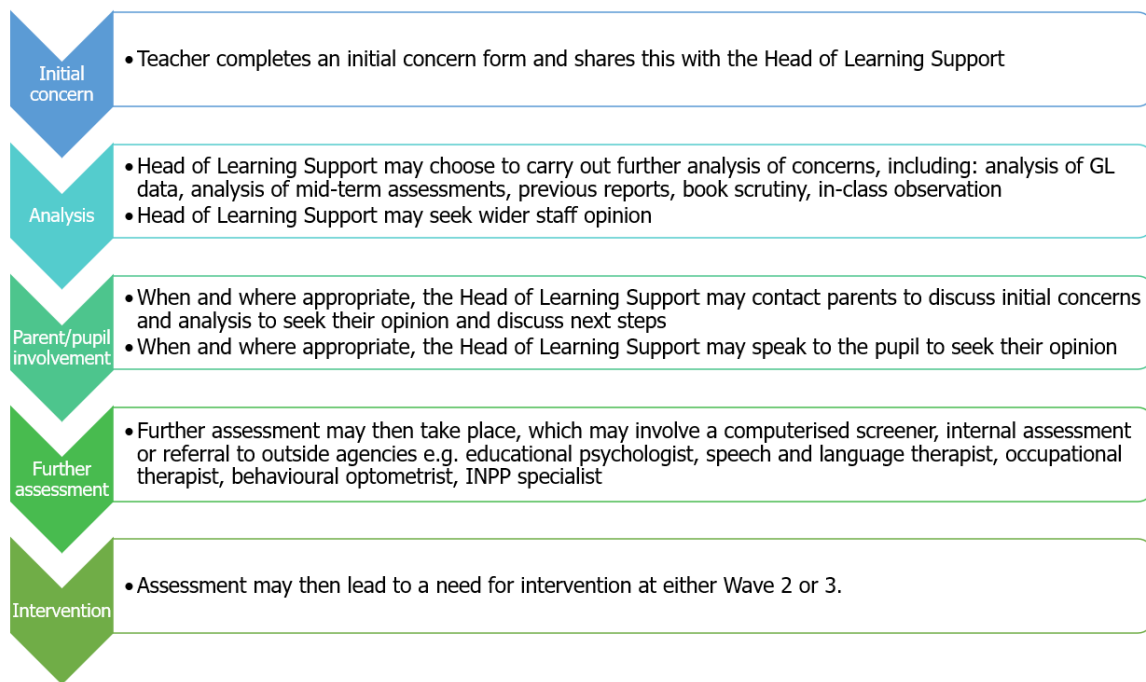 Initial
concern
• Teacher completes an initial concern form and shares this with the Head of Learning Support
Analysis
• Head of Learning Support may choose to carry out further analysis of concerns, including: analysis of GL
data, analysis of mid-term assessments, previous reports, book scrutiny, in-class observation
• Head of Learning Support may seek wider staff opinion
Parent/pupil
involvement
• When and where appropriate, the Head of Learning Support may contact parents to discuss initial concerns
and analysis to seek their opinion and discuss next steps
• When and where appropriate, the Head of Learning Support may speak to the pupil to seek their opinion
Further
assessment
• Further assessment may then take place, which may involve a computerised screener, internal assessment
or referral to outside agencies e.g. educational psychologist, speech and language therapist, occupational
therapist, behavioural optometrist, INPP specialist
Intervention
• Assessment may then lead to a need for intervention at either Wave 2 or 3.